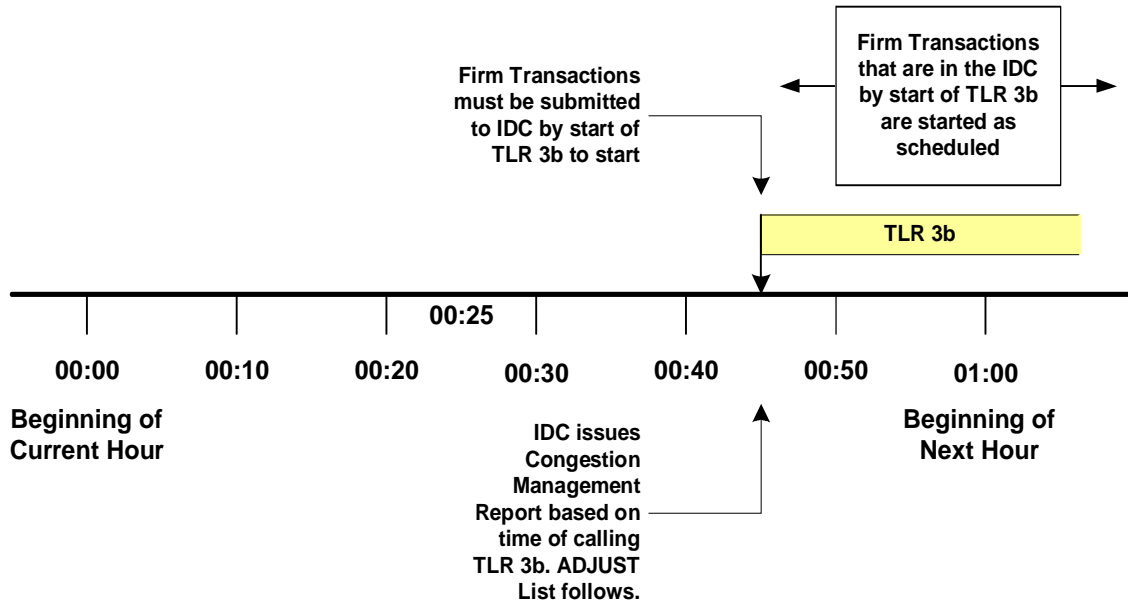 Firm Transactions
must be submitted
to IDC by start of
TLR 3b to start
Firm Transactions
that are in the IDC
by start of TLR 3b
are started as
scheduled
TLR 3b
00:25
00:00
00:10
00:20
00:30
00:40
00:50
01:00
Beginning of
Current Hour
IDC issues
Congestion
Management
Report based on
time of calling
TLR 3b. ADJUST
List follows.
Beginning of
Next Hour